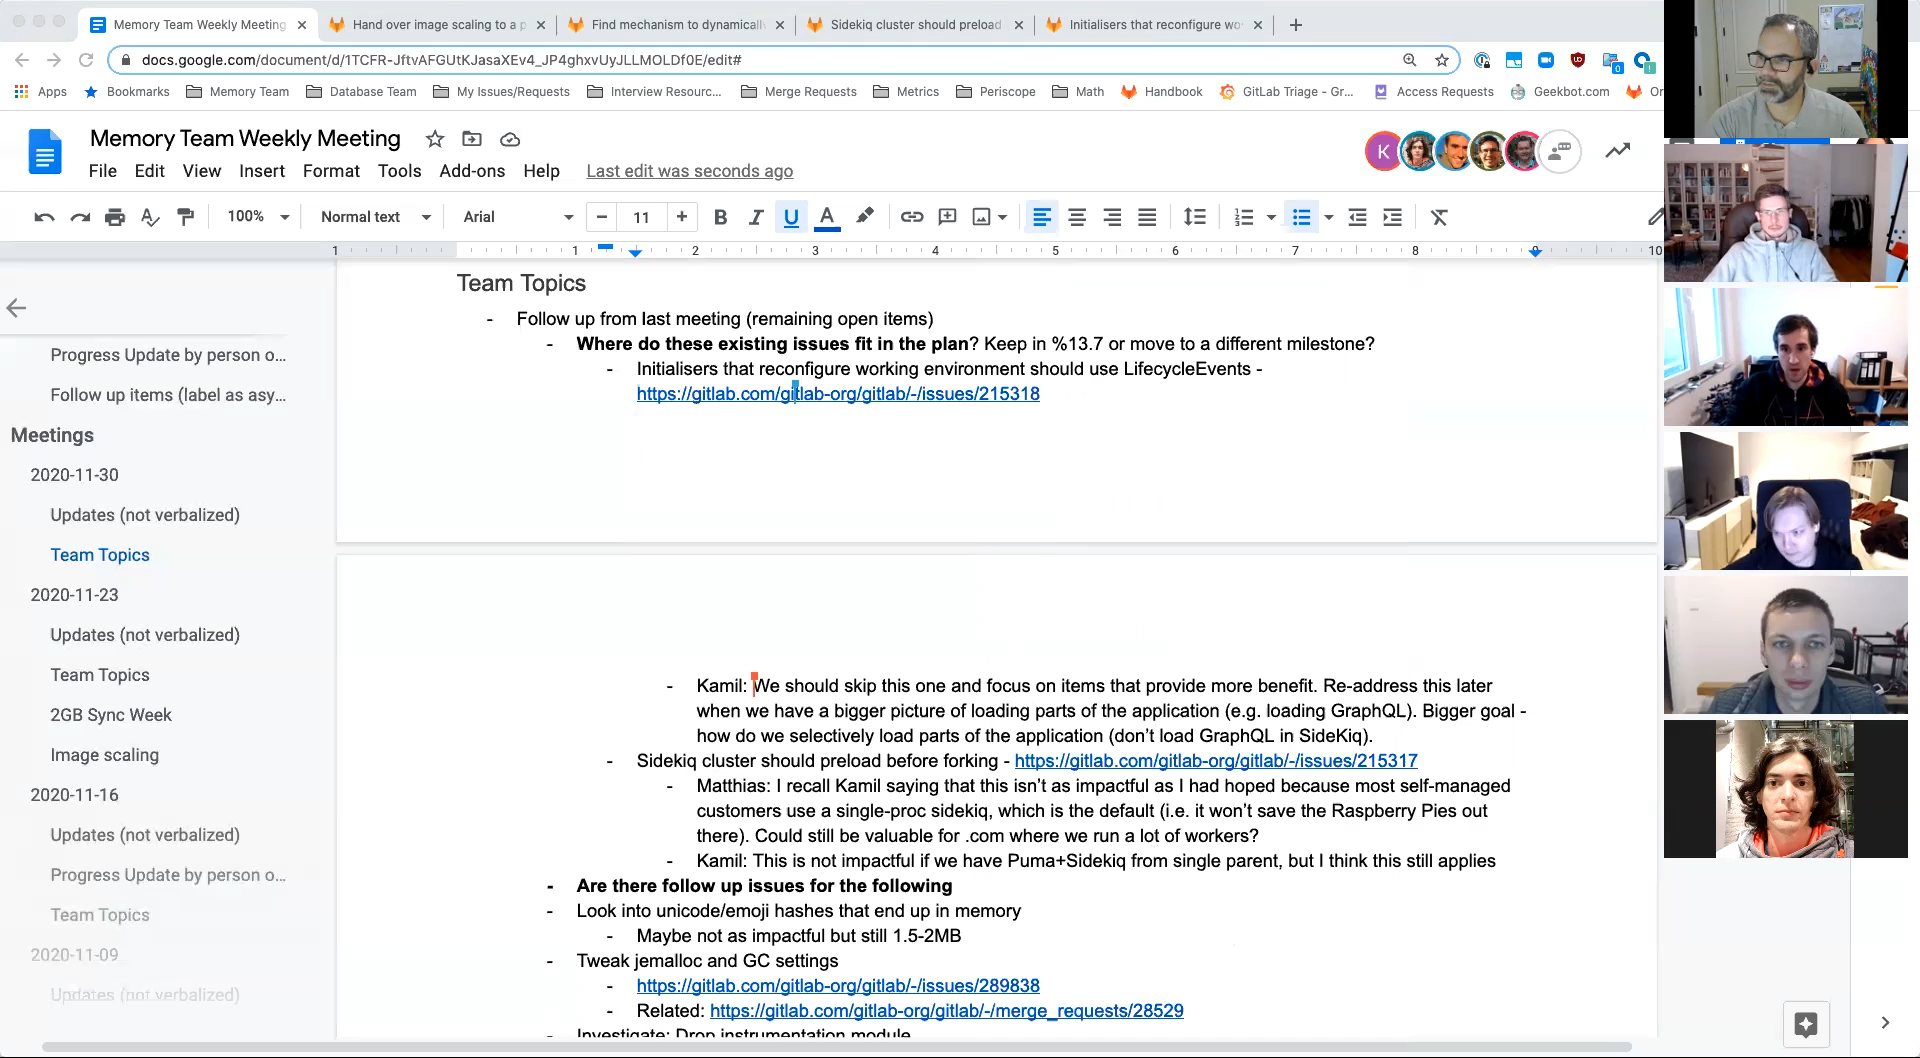 Memory Team Weekly Meeting
Hand over image scaling to a p
Find mechanism to dynamicall
Sidekiq cluster should preload
Initialisers that reconfigure wo
docs.google.com/document/d/1TCFR-JftvAFGUtKJasaXEv4_JP4ghxvUyJLLMOLDf0E/edit#
Apps
Bookmarks
Memory Team
Database Team
My Issues/Requests
Interview Resourc...
Merge Requests
Metrics
Periscope
Math
Handbook
GitLab Triage - Gr...
Access Requests
Geekbot.com
Or
Memory Team Weekly Meeting
K
File Edit View Insert Format Tools Add-ons Help Last edit was seconds ago
100% Normal text Arial 11 B I U A
1 1 2 3 4 5 6 7 8 9 10
Progress Update by person o...
Follow up items (label as asy...
Meetings
2020-11-30
Updates (not verbalized)
Team Topics
2020-11-23
Updates (not verbalized)
Team Topics
2GB Sync Week
Image scaling
2020-11-16
Updates (not verbalized)
Progress Update by person o...
Team Topics
2020-11-09
Updates (not verbalized)
Team Topics
- Follow up from last meeting (remaining open items)
- Where do these existing issues fit in the plan? Keep in %13.7 or move to a different milestone?
- Initialisers that reconfigure working environment should use LifecycleEvents -
https://gitlab.com/gitlab-org/gitlab/-/issues/215318
- Kamil: We should skip this one and focus on items that provide more benefit. Re-address this later
when we have a bigger picture of loading parts of the application (e.g. loading GraphQL). Bigger goal -
how do we selectively load parts of the application (don't load GraphQL in SideKiq).
- Sidekiq cluster should preload before forking - https://gitlab.com/gitlab-org/gitlab/-/issues/215317
- Matthias: I recall Kamil saying that this isn't as impactful as I had hoped because most self-managed
customers use a single-proc sidekiq, which is the default (i.e. it won't save the Raspberry Pies out
there). Could still be valuable for .com where we run a lot of workers?
- Kamil: This is not impactful if we have Puma+Sidekiq from single parent, but I think this still applies
- Are there follow up issues for the following
- Look into unicode/emoji hashes that end up in memory
- Maybe not as impactful but still 1.5-2MB
- Tweak jemalloc and GC settings
- https://gitlab.com/gitlab-org/gitlab/-/issues/289838
- Related: https://gitlab.com/gitlab-org/gitlab/-/merge_requests/28529
- Investigate: Drop instrumentation module